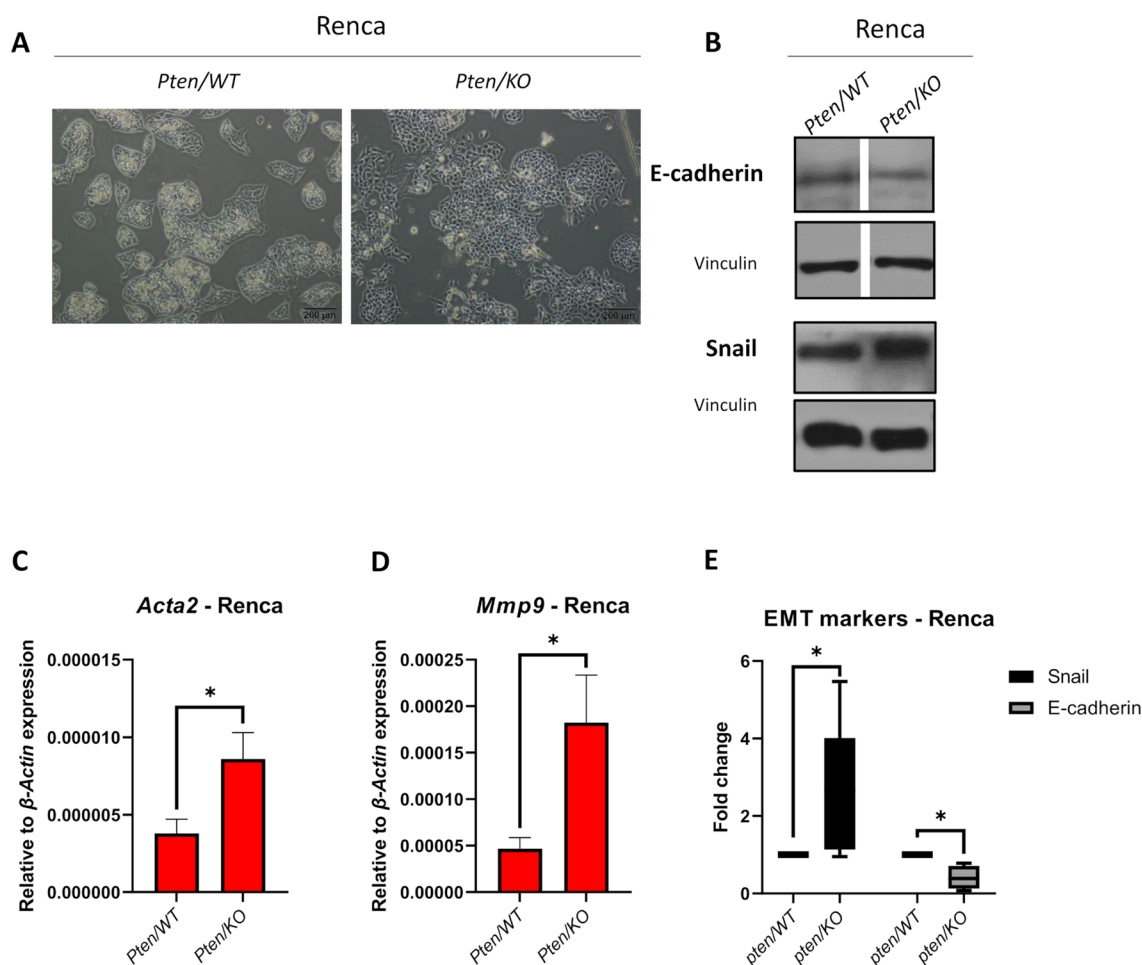 A
Renca
Pten/WT
Pten/KO
200 µm
200 µm
B
Renca
Pten/WT
Pten/KO
E-cadherin
Vinculin
Snail
Vinculin
C
Acta2 - Renca
Relative to β-Actin expression
0.000015
0.000010
0.000005
0.000000
*
Pten/WT
Pten/KO
D
Mmp9 - Renca
Relative to β-Actin expression
0.00025
0.00020
0.00015
0.00010
0.00005
0.00000
*
Pten/WT
Pten/KO
E
EMT markers - Renca
Fold change
6
4
2
0
*
*
pten/WT
pten/KO
pten/WT
pten/KO
Snail
E-cadherin